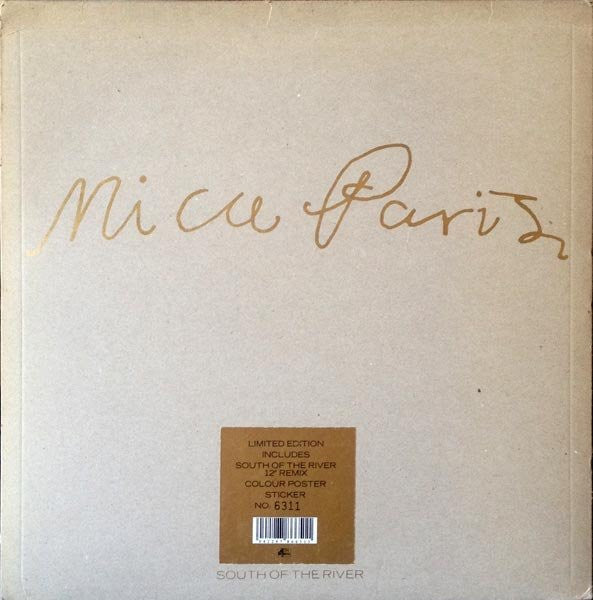 Mica Paris
LIMITED EDITION
INCLUDES
SOUTH OF THE RIVER
12" REMIX
COLOUR POSTER
STICKER
NO. 6311
SOUTH OF THE RIVER